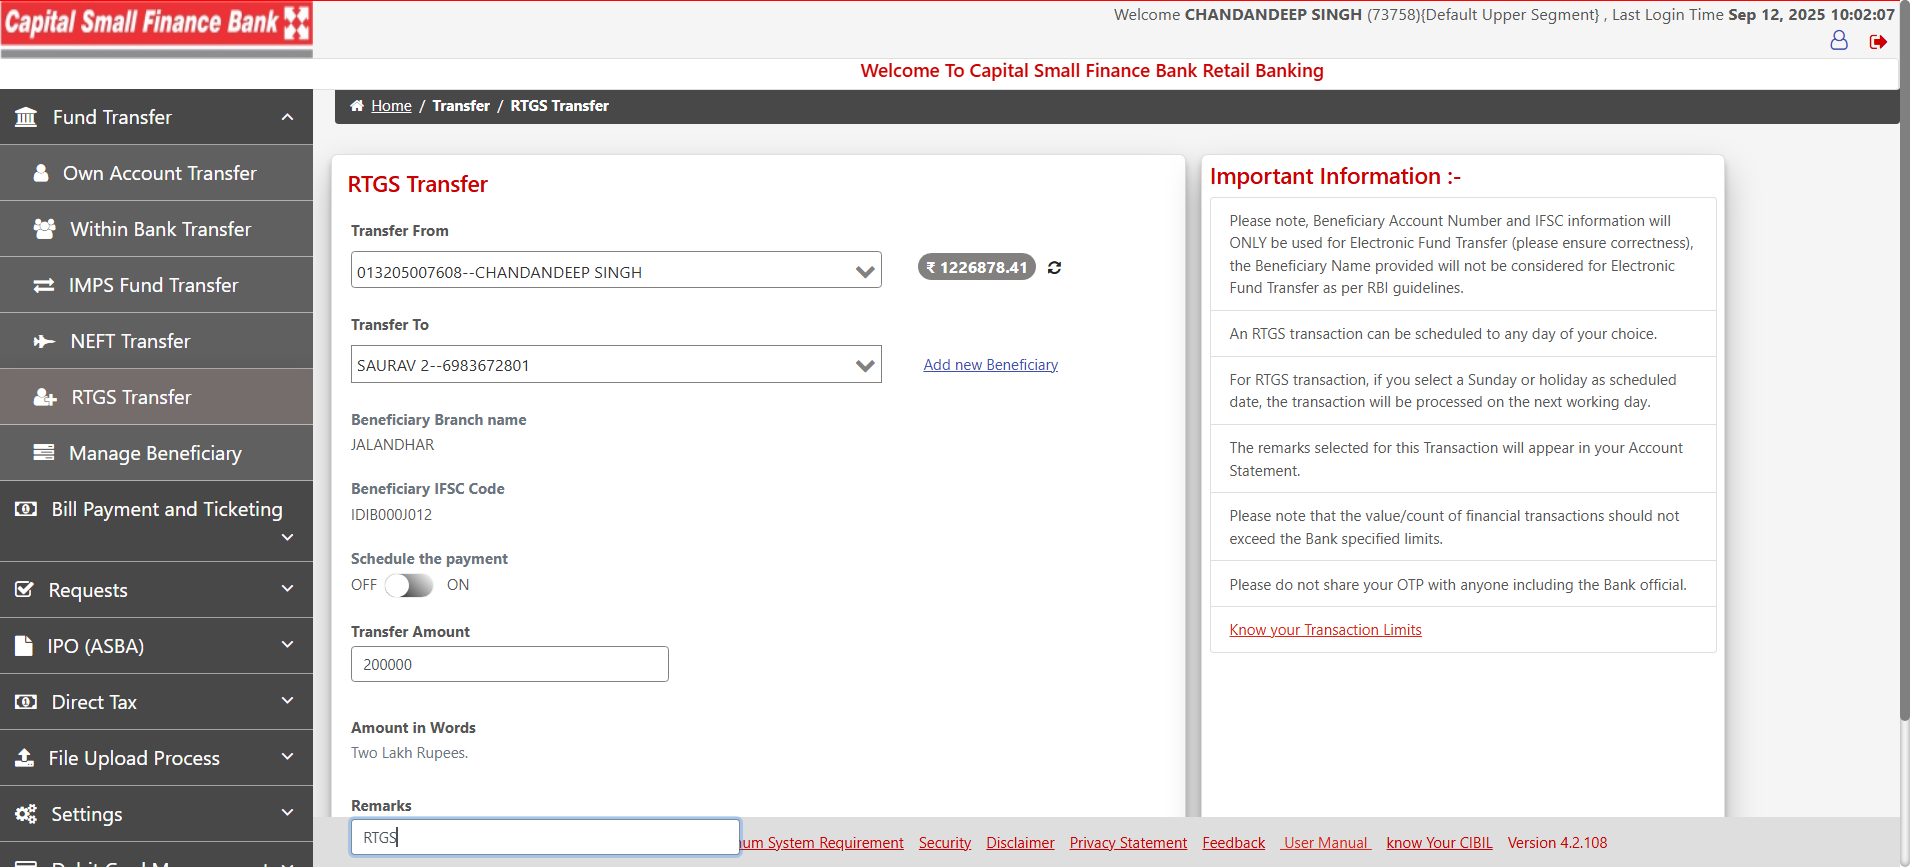 Capital Small Finance Bank
Welcome CHANDANDEEP SINGH (73758){Default Upper Segment} , Last Login Time Sep 12, 2025 10:02:07
Welcome To Capital Small Finance Bank Retail Banking
Fund Transfer
Own Account Transfer
Within Bank Transfer
IMPS Fund Transfer
NEFT Transfer
RTGS Transfer
Manage Beneficiary
Bill Payment and Ticketing
Requests
IPO (ASBA)
Direct Tax
File Upload Process
Settings
Home / Transfer / RTGS Transfer
RTGS Transfer
Transfer From
013205007608--CHANDANDEEP SINGH
₹ 1226878.41
Transfer To
SAURAV 2--6983672801
Add new Beneficiary
Beneficiary Branch name
JALANDHAR
Beneficiary IFSC Code
IDIB000J012
Schedule the payment
OFF ON
Transfer Amount
200000
Amount in Words
Two Lakh Rupees.
Remarks
RTGS
Important Information :-
Please note, Beneficiary Account Number and IFSC information will
ONLY be used for Electronic Fund Transfer (please ensure correctness),
the Beneficiary Name provided will not be considered for Electronic
Fund Transfer as per RBI guidelines.
An RTGS transaction can be scheduled to any day of your choice.
For RTGS transaction, if you select a Sunday or holiday as scheduled
date, the transaction will be processed on the next working day.
The remarks selected for this Transaction will appear in your Account
Statement.
Please note that the value/count of financial transactions should not
exceed the Bank specified limits.
Please do not share your OTP with anyone including the Bank official.
Know your Transaction Limits
um System Requirement Security Disclaimer Privacy Statement Feedback User Manual know Your CIBIL Version 4.2.108